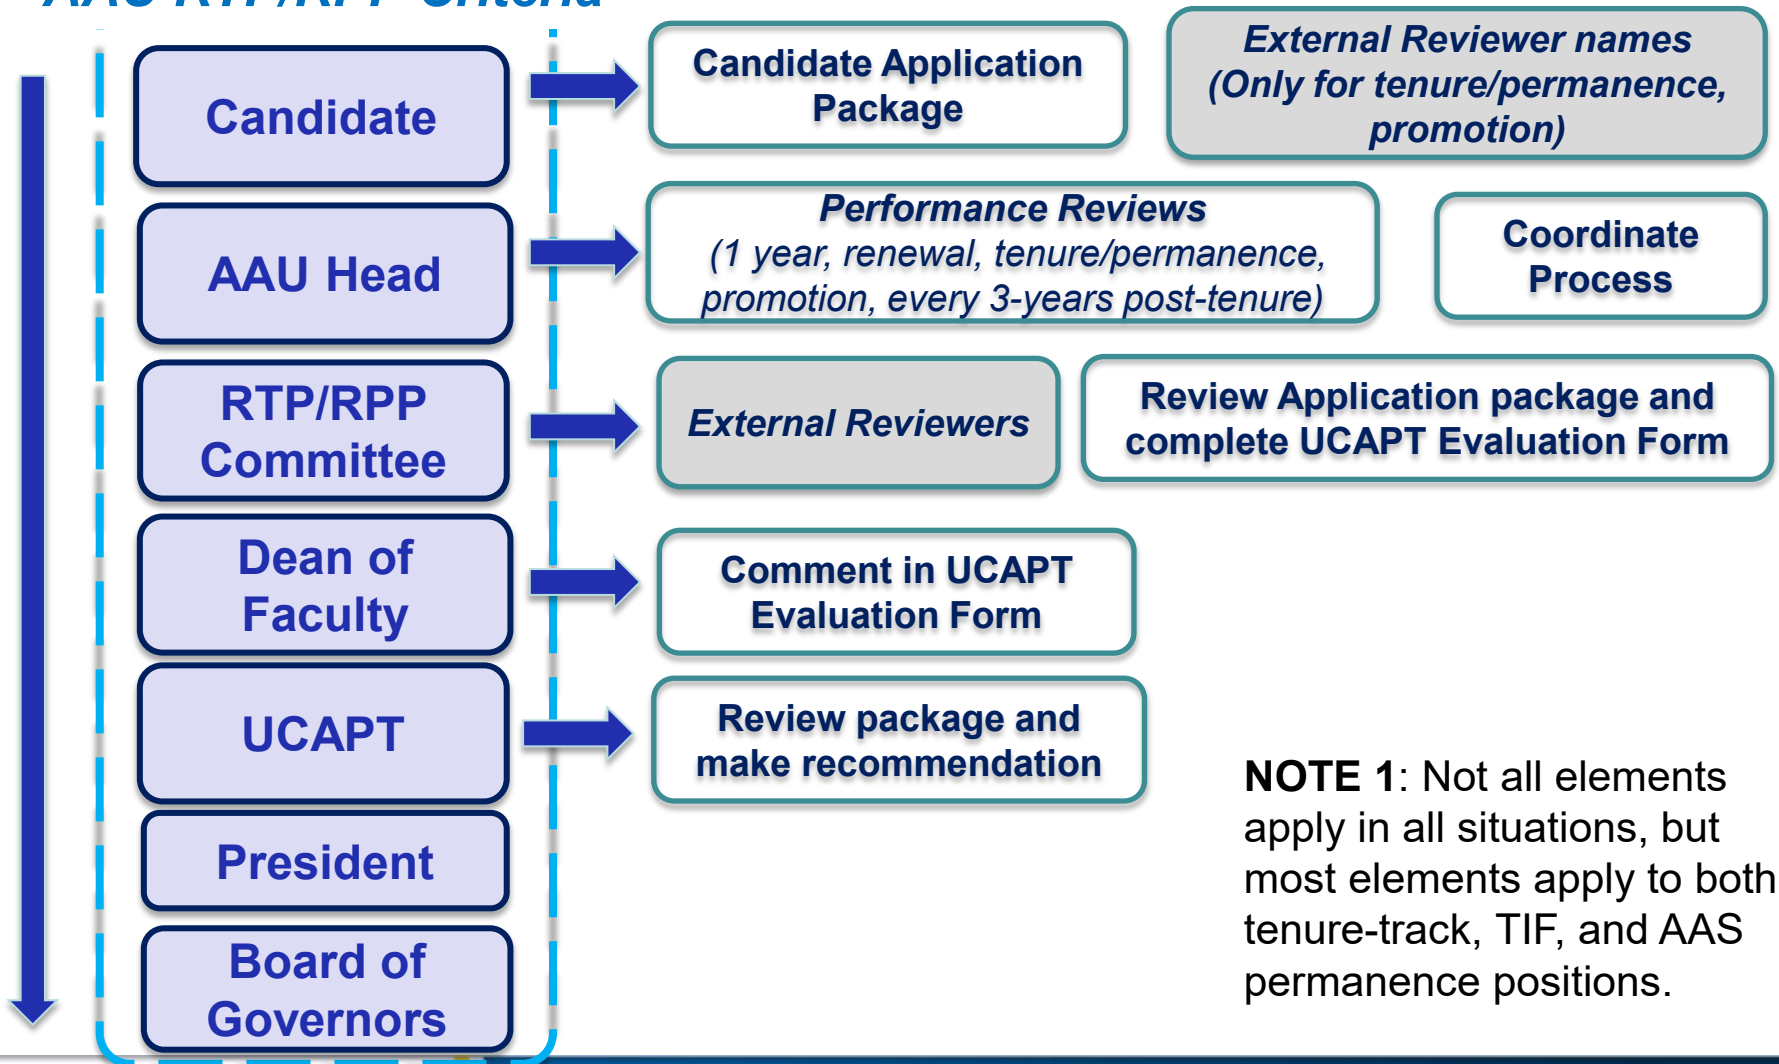 AAU RTP/RPP Criteria
Candidate
Candidate Application
Package
External Reviewer names
(Only for tenure/permanence,
promotion)
AAU Head
Performance Reviews
(1 year, renewal, tenure/permanence,
promotion, every 3-years post-tenure)
Coordinate
Process
RTP/RPP
Committee
External Reviewers
Review Application package and
complete UCAPT Evaluation Form
Dean of
Faculty
Comment in UCAPT
Evaluation Form
UCAPT
Review package and
make recommendation
President
Board of
Governors
NOTE 1: Not all elements
apply in all situations, but
most elements apply to both
tenure-track, TIF, and AAS
permanence positions.